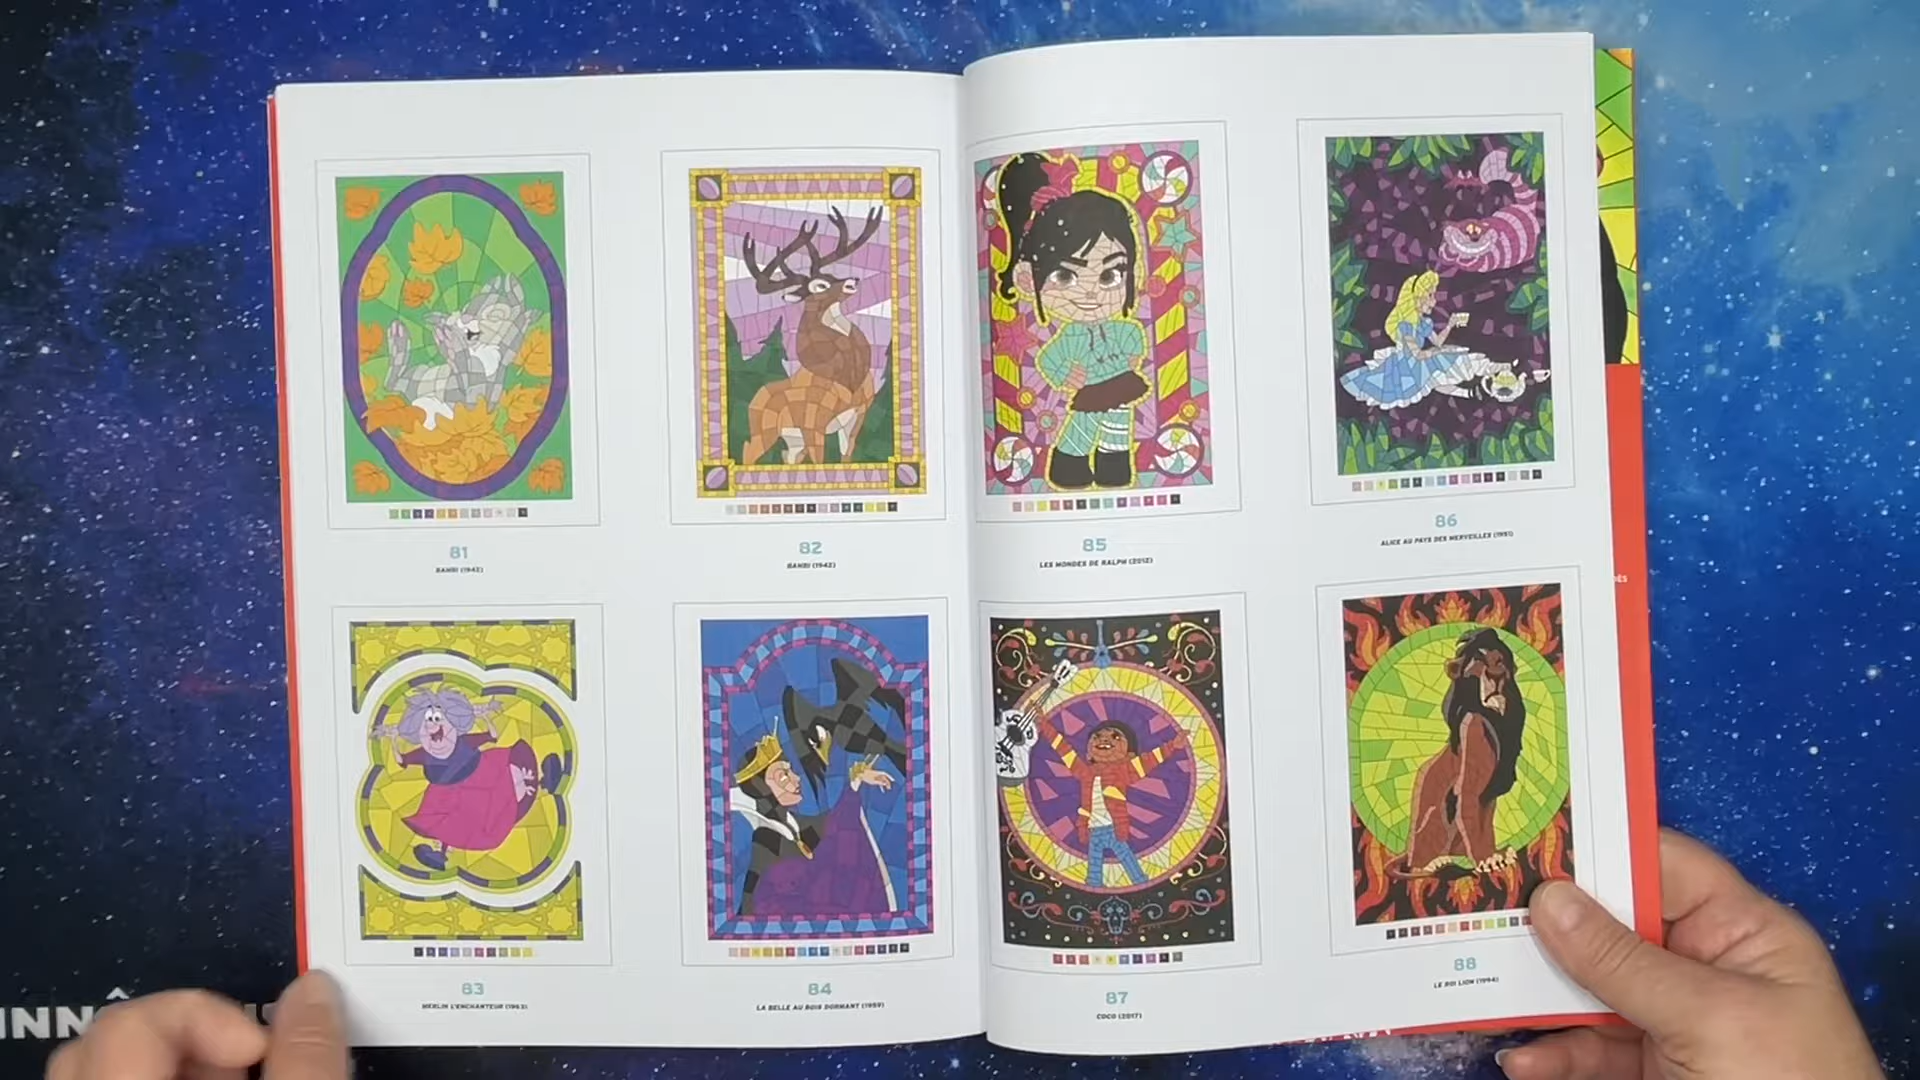 81
BAMBI (1942)
82
BAMBI (1942)
83
MERLIN L'ENCHANTEUR (1963)
84
LA BELLE AU BOIS DORMANT (1959)
85
LES MONDES DE RALPH (2012)
86
ALICE AU PAYS DES MERVEILLES (1951)
87
COCO (2017)
88
LE ROI LION (1994)
INNÔ